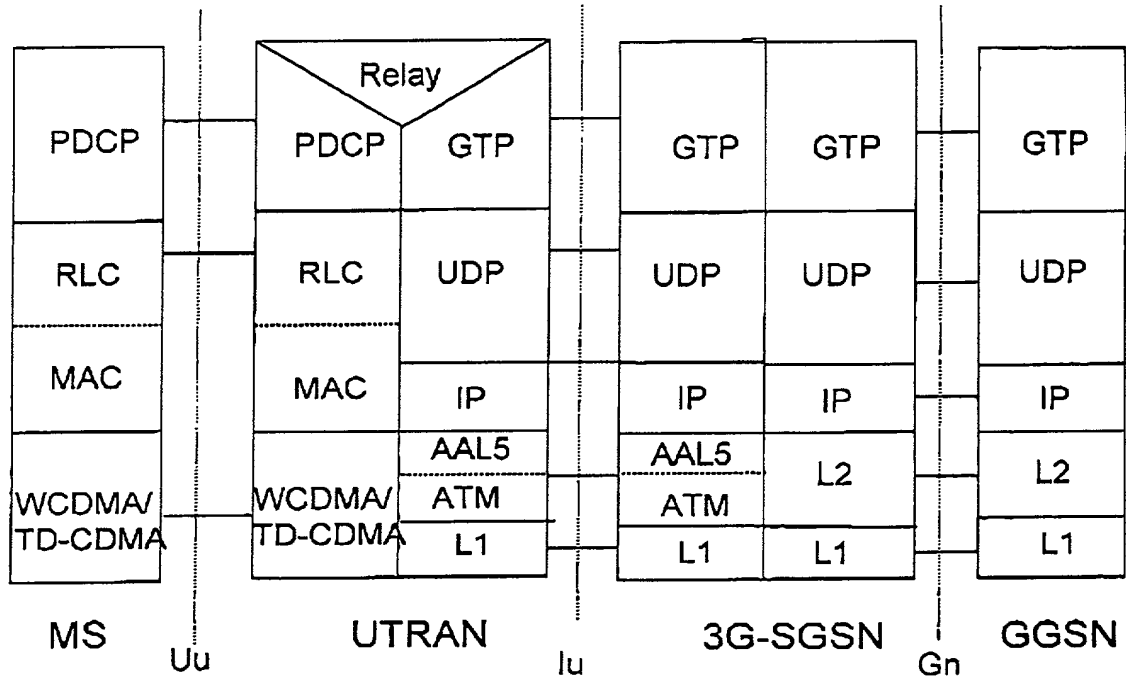 Relay
PDCP PDCP GTP GTP GTP GTP
RLC RLC UDP UDP UDP UDP
MAC MAC IP IP IP IP
AAL5 AAL5
L2 L2
WCDMA/ WCDMA/ ATM ATM
TD-CDMA TD-CDMA L1 L1 L1 L1
MS UTRAN 3G-SGSN GGSN
Uu Iu Gn